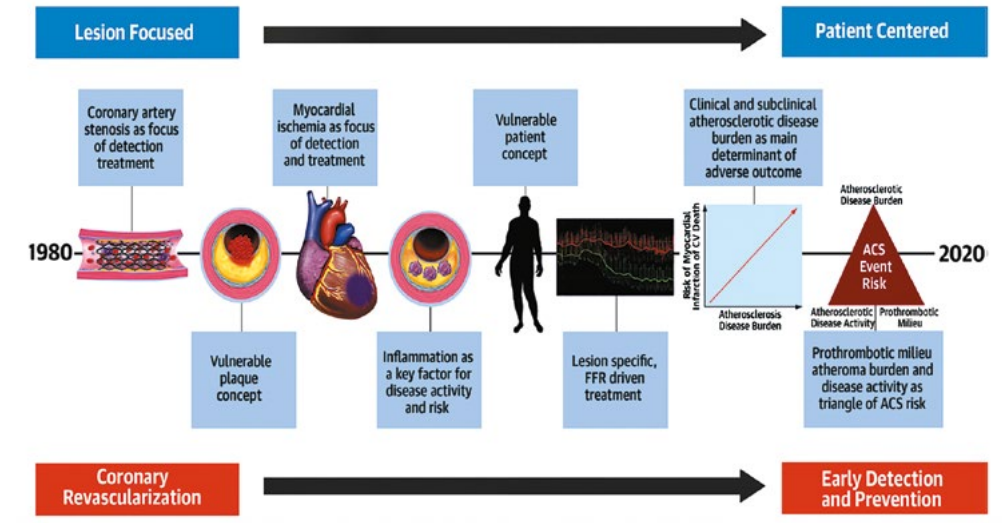 Lesion Focused
Patient Centered
Coronary artery
stenosis as focus
of detection
treatment
Myocardial
ischemia as focus
of detection
and treatment
Vulnerable
patient concept
Clinical and subclinical
atherosclerotic disease
burden as main
determinant of
adverse outcome
1980
Risk of Myocardial
Infarction of CV Death
Atherosclerosis
Disease Burden
Atherosclerotic
Disease Burden
ACS
Event
Risk
Atherosclerotic
Disease Activity
Prothrombotic
Milieu
2020
Vulnerable
plaque
concept
Inflammation as
a key factor for
disease activity
and risk
Lesion specific,
FFR driven
treatment
Prothrombotic milieu
atheroma burden and
disease activity as
triangle of ACS risk
Coronary
Revascularization
Early Detection
and Prevention